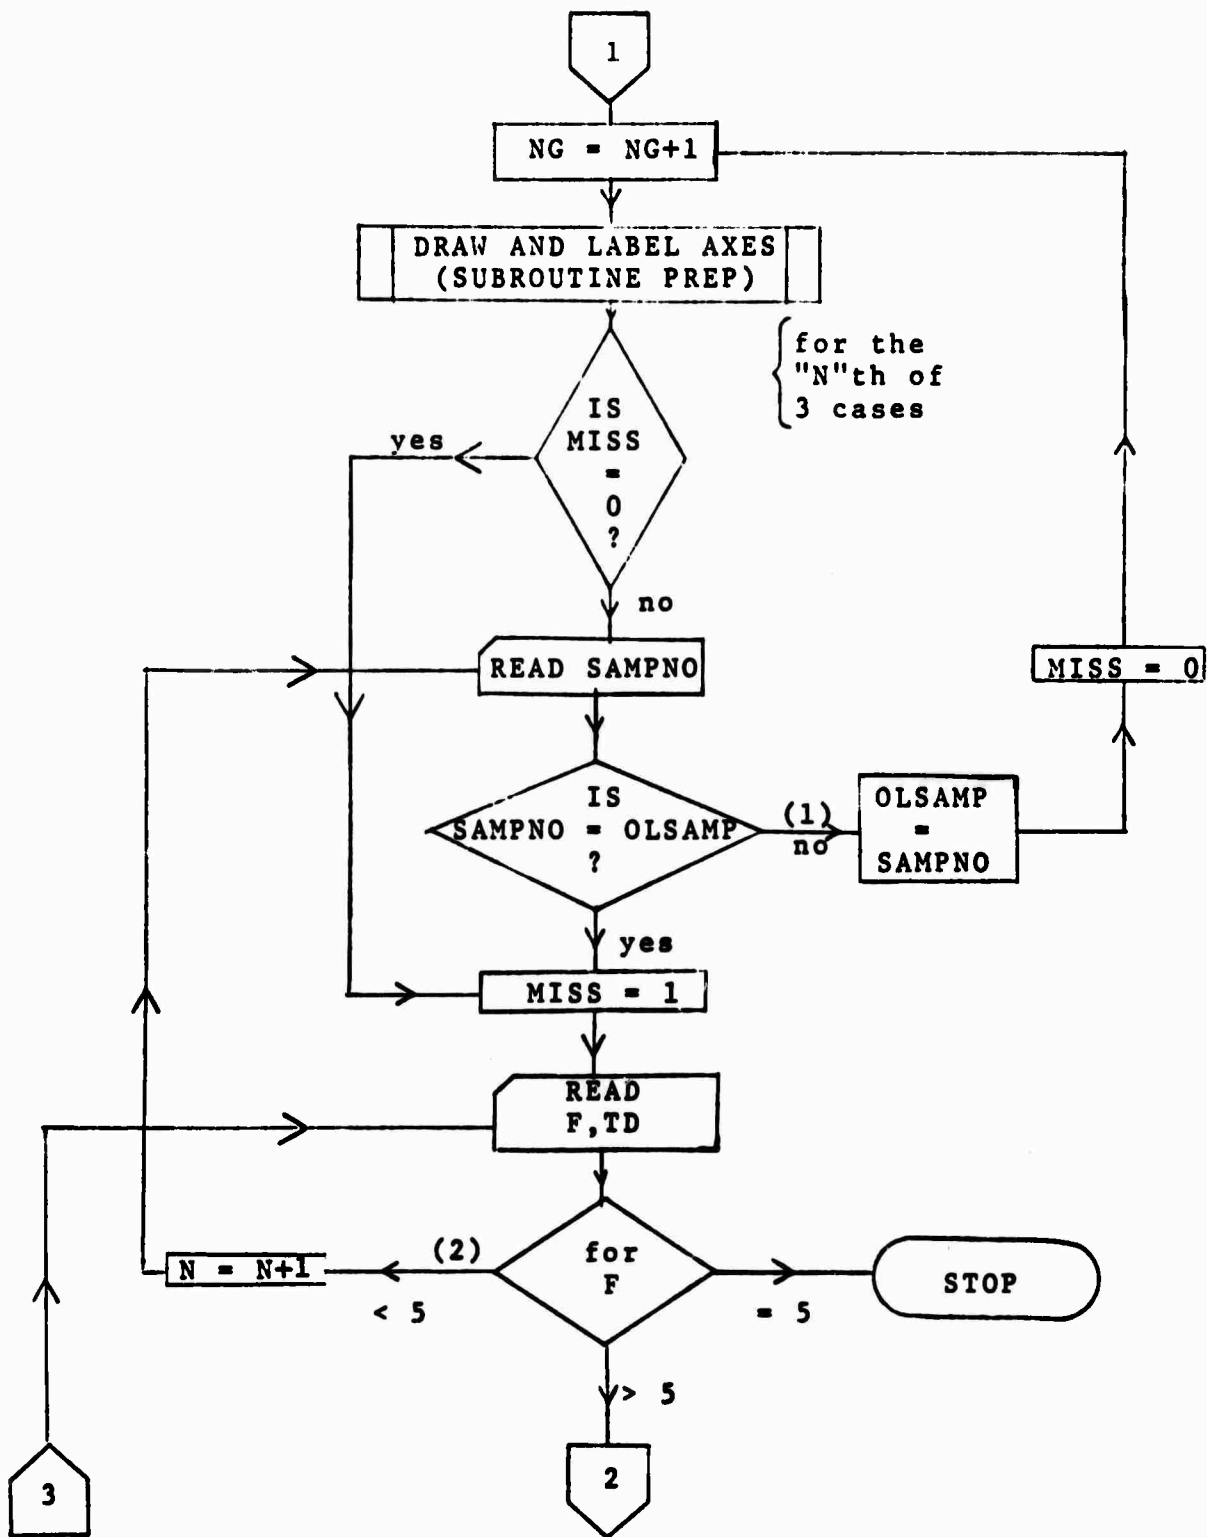 1
NG = NG+1
DRAW AND LABEL AXES
(SUBROUTINE PREP)
for the
"N"th of
3 cases
IS
MISS
=
0
?
yes
no
READ SAMPNO
MISS = 0
IS
SAMPNO = OLSAMP
?
(1)
no
OLSAMP
=
SAMPNO
yes
MISS = 1
READ
F,TD
for
F
(2)
< 5
N = N+1
= 5
STOP
> 5
3
2